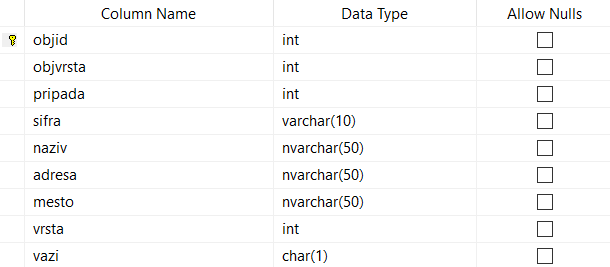 Column Name Data Type Allow Nulls
objid int
objvrsta int
pripada int
sifra varchar(10)
naziv nvarchar(50)
adresa nvarchar(50)
mesto nvarchar(50)
vrsta int
vazi char(1)